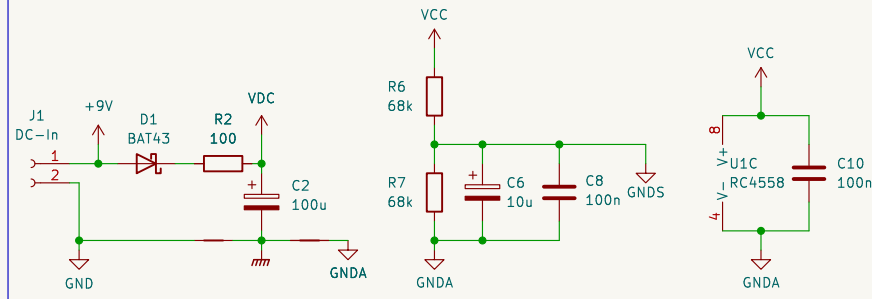 J1
DC-In
1
2
+9V
D1
BAT43
R2
100
VDC
+
C2
100u
GND
GNDA
VCC
R6
68k
R7
68k
+
C6
10u
C8
100n
GNDS
GNDA
VCC
8
V+
U1C
RC4558
V-
4
C10
100n
GNDA